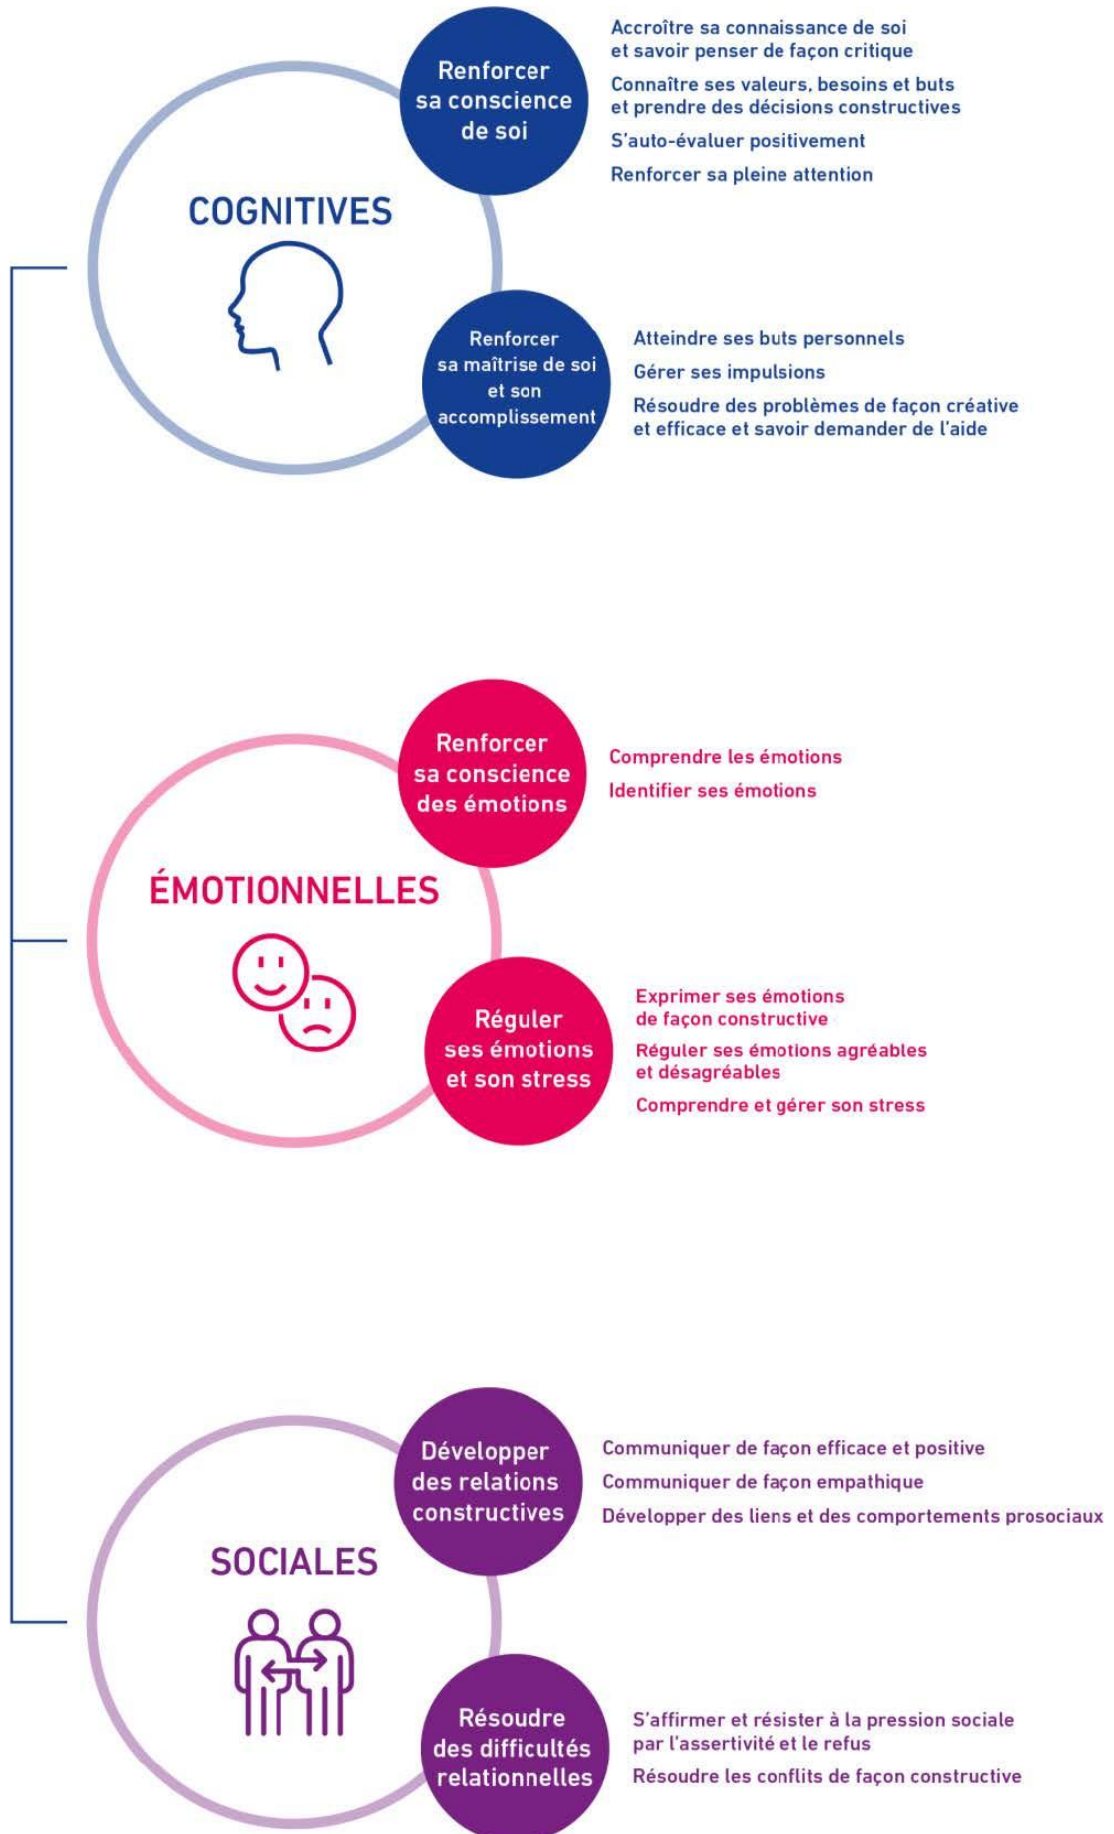 COGNITIVES
Renforcer
sa conscience
de soi
Accroître sa connaissance de soi
et savoir penser de façon critique
Connaître ses valeurs, besoins et buts
et prendre des décisions constructives
S'auto-évaluer positivement
Renforcer sa pleine attention
Renforcer
sa maîtrise de soi
et son
accomplissement
Atteindre ses buts personnels
Gérer ses impulsions
Résoudre des problèmes de façon créative
et efficace et savoir demander de l'aide
ÉMOTIONNELLES
Renforcer
sa conscience
des émotions
Comprendre les émotions
Identifier ses émotions
Réguler
ses émotions
et son stress
Exprimer ses émotions
de façon constructive
Réguler ses émotions agréables
et désagréables
Comprendre et gérer son stress
SOCIALES
Développer
des relations
constructives
Communiquer de façon efficace et positive
Communiquer de façon empathique
Développer des liens et des comportements prosociaux
Résoudre
des difficultés
relationnelles
S'affirmer et résister à la pression sociale
par l'assertivité et le refus
Résoudre les conflits de façon constructive